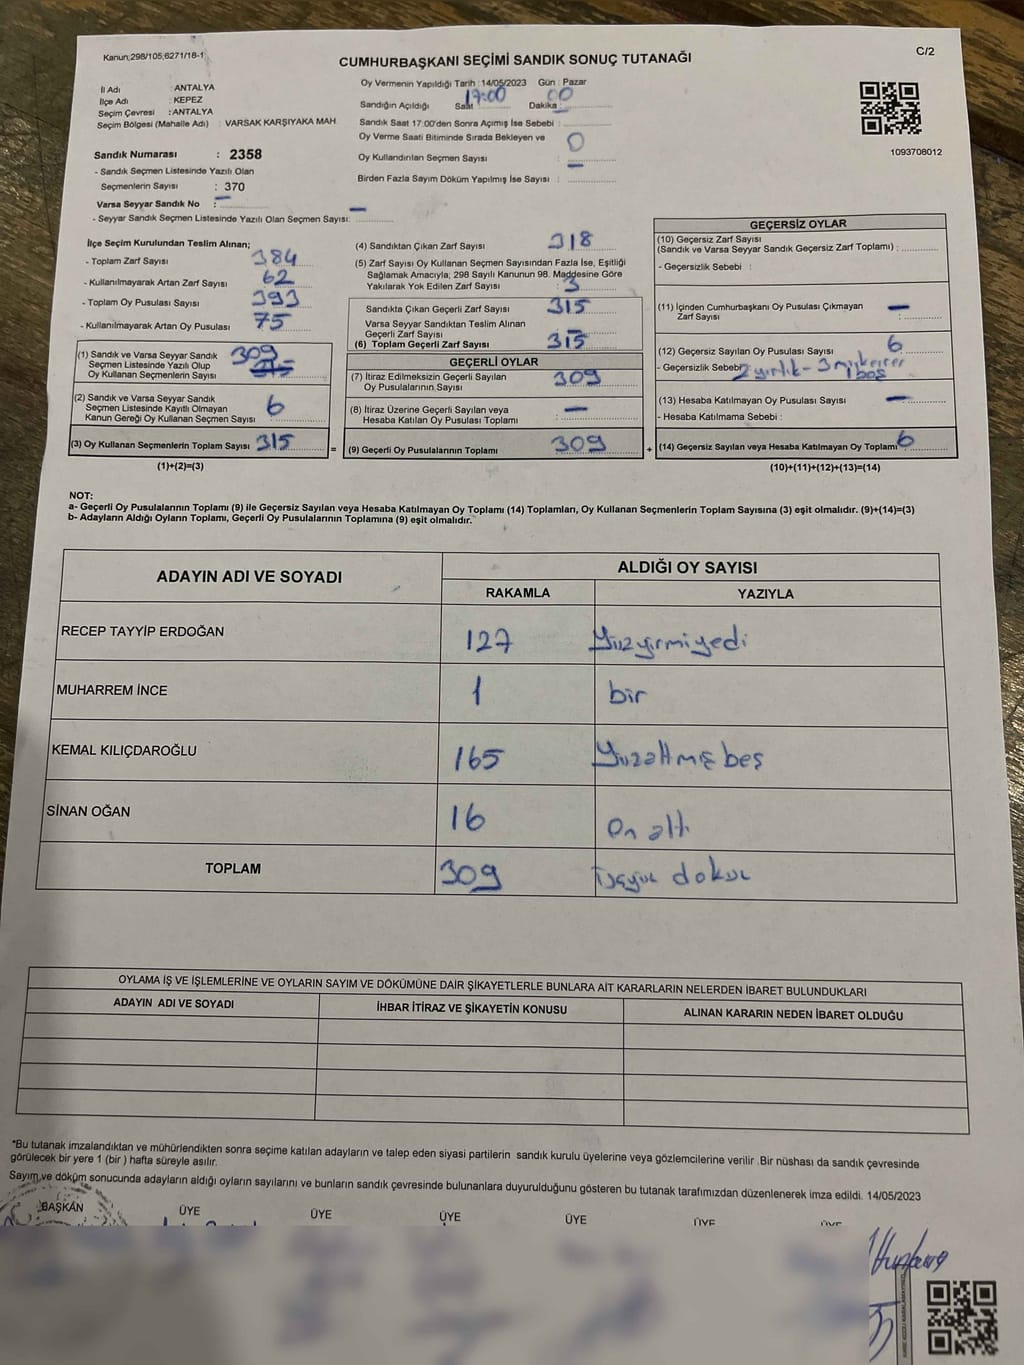 Kanun;298/105;6271/18-1
CUMHURBAŞKANI SEÇİMİ SANDIK SONUÇ TUTANAĞI
C/2
İl Adı : ANTALYA
İlçe Adı : KEPEZ
Seçim Çevresi : ANTALYA
Seçim Bölgesi (Mahalle Adı) : VARSAK KARŞIYAKA MAH
Sandık Numarası : 2358
- Sandık Seçmen Listesinde Yazılı Olan
Seçmenlerin Sayısı : 370
Varsa Seyyar Sandık No : –
- Seyyar Sandık Seçmen Listesinde Yazılı Olan Seçmen Sayısı: –
Oy Vermenin Yapıldığı Tarih : 14/05/2023 Gün : Pazar
Sandığın Açıldığı Saat 17:00 Dakika : 00
Sandık Saat 17:00'den Sonra Açımış İse Sebebi :
Oy Verme Saati Bitiminde Sırada Bekleyen ve
Oy Kullandırılan Seçmen Sayısı : 0
Birden Fazla Sayım Döküm Yapılmış İse Sayısı : –
1093708012
İlçe Seçim Kurulundan Teslim Alınan;
- Toplam Zarf Sayısı : 384
- Kullanılmayarak Artan Zarf Sayısı : 62
- Toplam Oy Pusulası Sayısı : 393
- Kullanılmayarak Artan Oy Pusulası : 75
(1) Sandık ve Varsa Seyyar Sandık
Seçmen Listesinde Yazılı Olup
Oy Kullanan Seçmenlerin Sayısı : 309
(2) Sandık ve Varsa Seyyar Sandık
Seçmen Listesinde Kayıtlı Olmayan
Kanun Gereği Oy Kullanan Seçmen Sayısı : 6
(3) Oy Kullanan Seçmenlerin Toplam Sayısı : 315
(1)+(2)=(3)
=
(4) Sandıktan Çıkan Zarf Sayısı : 318
(5) Zarf Sayısı Oy Kullanan Seçmen Sayısından Fazla İse, Eşitliği
Sağlamak Amacıyla; 298 Sayılı Kanunun 98. Maddesine Göre
Yakılarak Yok Edilen Zarf Sayısı : 3
Sandıkta Çıkan Geçerli Zarf Sayısı : 315
Varsa Seyyar Sandıktan Teslim Alınan
Geçerli Zarf Sayısı :
(6) Toplam Geçerli Zarf Sayısı : 315
GEÇERLİ OYLAR
(7) İtiraz Edilmeksizin Geçerli Sayılan
Oy Pusulalarının Sayısı : 309
(8) İtiraz Üzerine Geçerli Sayılan veya
Hesaba Katılan Oy Pusulası Toplamı : –
(9) Geçerli Oy Pusulalarının Toplamı : 309
+
GEÇERSİZ OYLAR
(10) Geçersiz Zarf Sayısı
(Sandık ve Varsa Seyyar Sandık Geçersiz Zarf Toplamı) :
- Geçersizlik Sebebi :
(11) İçinden Cumhurbaşkanı Oy Pusulası Çıkmayan
Zarf Sayısı : –
(12) Geçersiz Sayılan Oy Pusulası Sayısı : 6
- Geçersizlik Sebebi: 2 yırtık - 3 mükerrer
1 boş
(13) Hesaba Katılmayan Oy Pusulası Sayısı : –
- Hesaba Katılmama Sebebi :
(14) Geçersiz Sayılan veya Hesaba Katılmayan Oy Toplamı : 6
(10)+(11)+(12)+(13)=(14)
NOT:
a- Geçerli Oy Pusulalarının Toplamı (9) ile Geçersiz Sayılan veya Hesaba Katılmayan Oy Toplamı (14) Toplamları, Oy Kullanan Seçmenlerin Toplam Sayısına (3) eşit olmalıdır. (9)+(14)=(3)
b- Adayların Aldığı Oyların Toplamı, Geçerli Oy Pusulalarının Toplamına (9) eşit olmalıdır.
ADAYIN ADI VE SOYADI
ALDIĞI OY SAYISI
RAKAMLA YAZIYLA
RECEP TAYYİP ERDOĞAN 127 Yüzyirmiyedi
MUHARREM İNCE 1 bir
KEMAL KILIÇDAROĞLU 165 Yüzaltmış beş
SİNAN OĞAN 16 On altı
TOPLAM 309 Üçyüz dokuz
OYLAMA İŞ VE İŞLEMLERİNE VE OYLARIN SAYIM VE DÖKÜMÜNE DAİR ŞİKAYETLERLE BUNLARA AİT KARARLARIN NELERDEN İBARET BULUNDUKLARI
ADAYIN ADI VE SOYADI İHBAR İTİRAZ VE ŞİKAYETİN KONUSU ALINAN KARARIN NEDEN İBARET OLDUĞU
*Bu tutanak imzalandıktan ve mühürlendikten sonra seçime katılan adayların ve talep eden siyasi partilerin sandık kurulu üyelerine veya gözlemcilerine verilir .Bir nüshası da sandık çevresinde
görülecek bir yere 1 (bir ) hafta süreyle asılır.
Sayım ve döküm sonucunda adayların aldığı oyların sayılarını ve bunların sandık çevresinde bulunanlara duyurulduğunu gösteren bu tutanak tarafımızdan düzenlenerek imza edildi. 14/05/2023
BAŞKAN ÜYE ÜYE ÜYE ÜYE ÜYE ÜYE